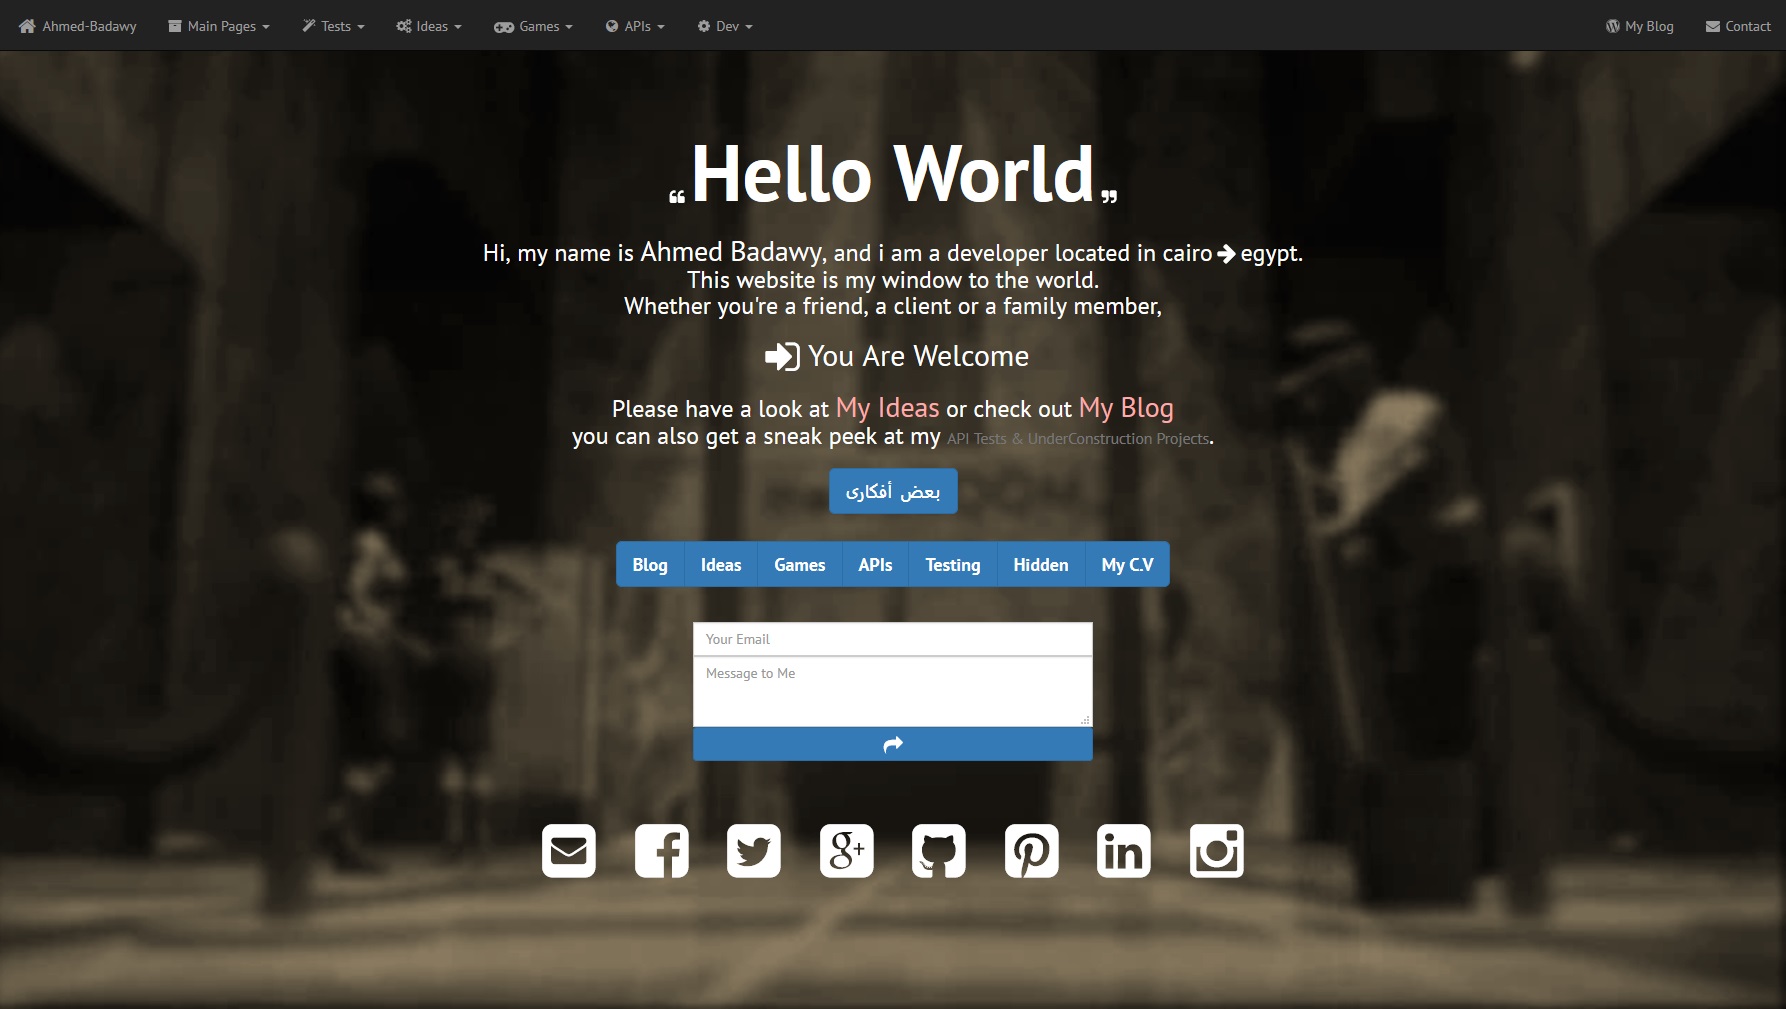 Ahmed-Badawy Main Pages Tests Ideas Games APIs Dev My Blog Contact
“Hello World”
Hi, my name is Ahmed Badawy, and i am a developer located in cairo egypt.
This website is my window to the world.
Whether you're a friend, a client or a family member,
You Are Welcome
Please have a look at My Ideas or check out My Blog
you can also get a sneak peek at my API Tests & UnderConstruction Projects.
بعض أفكارى
Blog Ideas Games APIs Testing Hidden My C.V
Your Email
Message to Me